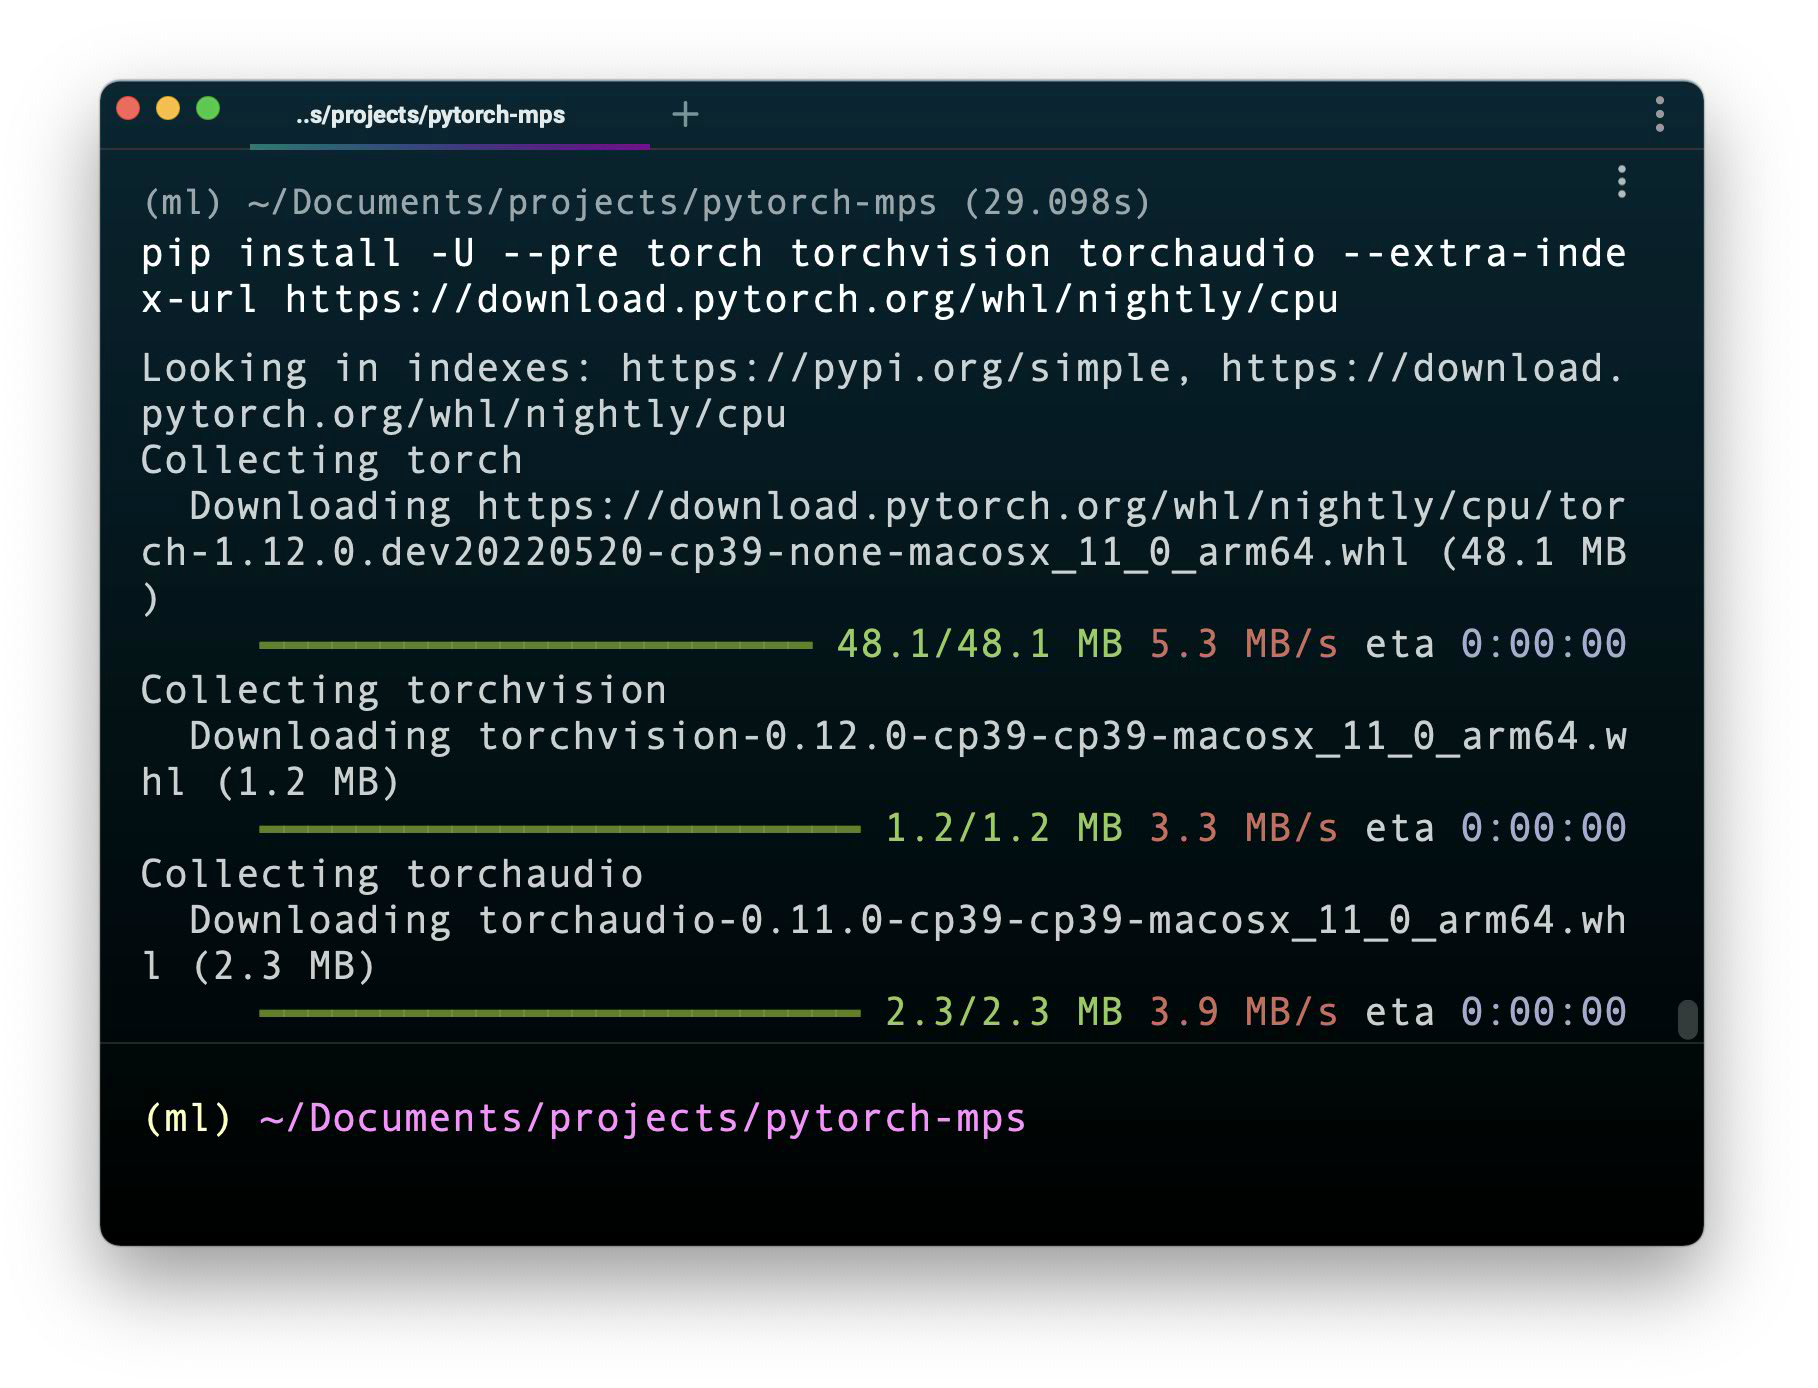 ..s/projects/pytorch-mps
(ml) ~/Documents/projects/pytorch-mps (29.098s)
pip install -U --pre torch torchvision torchaudio --extra-inde
x-url https://download.pytorch.org/whl/nightly/cpu
Looking in indexes: https://pypi.org/simple, https://download.
pytorch.org/whl/nightly/cpu
Collecting torch
  Downloading https://download.pytorch.org/whl/nightly/cpu/tor
ch-1.12.0.dev20220520-cp39-none-macosx_11_0_arm64.whl (48.1 MB
)
48.1/48.1 MB 5.3 MB/s eta 0:00:00
Collecting torchvision
  Downloading torchvision-0.12.0-cp39-cp39-macosx_11_0_arm64.w
hl (1.2 MB)
1.2/1.2 MB 3.3 MB/s eta 0:00:00
Collecting torchaudio
  Downloading torchaudio-0.11.0-cp39-cp39-macosx_11_0_arm64.wh
l (2.3 MB)
2.3/2.3 MB 3.9 MB/s eta 0:00:00
(ml) ~/Documents/projects/pytorch-mps